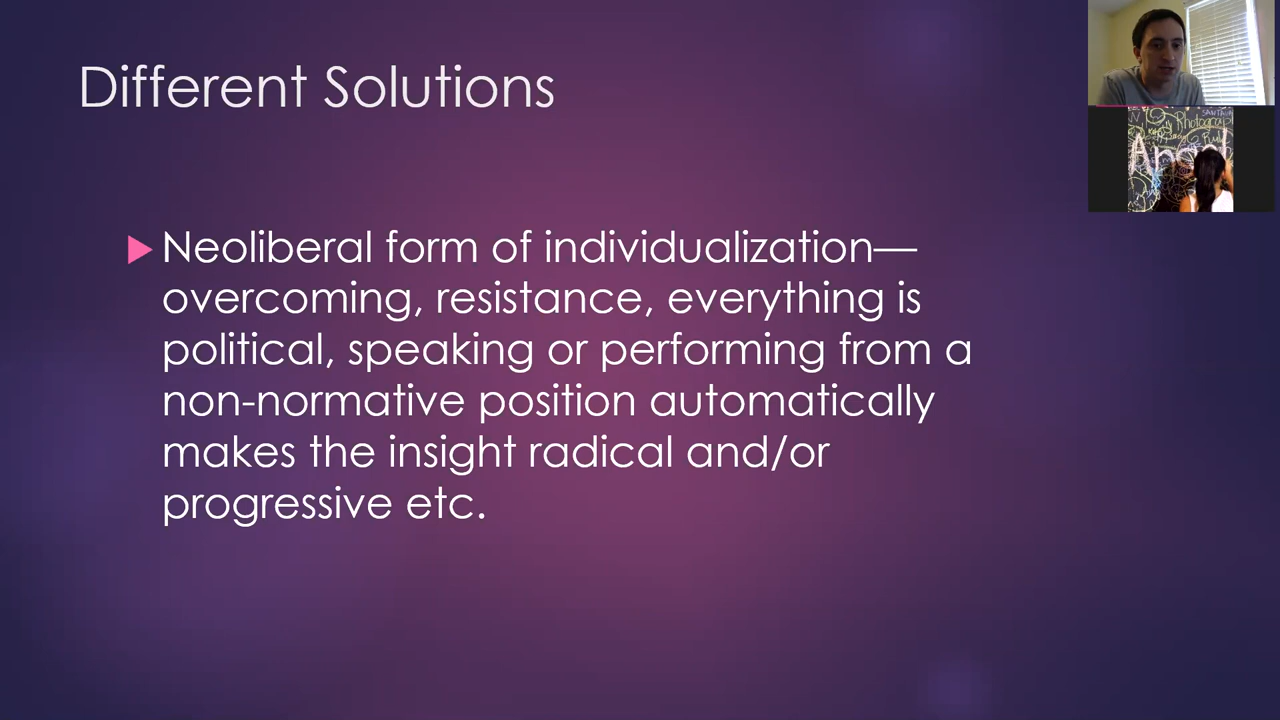 Different Solutions
Neoliberal form of individualization—
overcoming, resistance, everything is
political, speaking or performing from a
non-normative position automatically
makes the insight radical and/or
progressive etc.